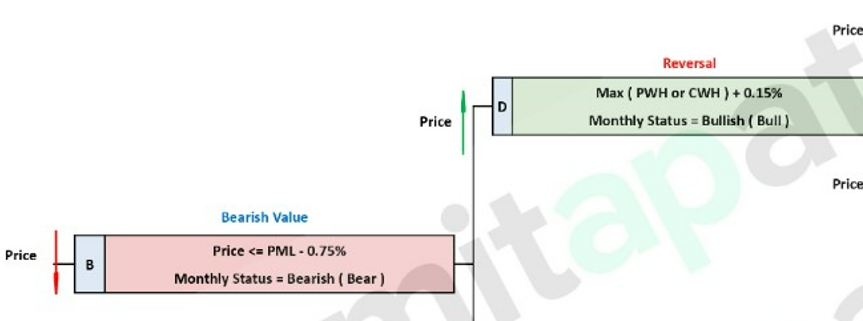 Price
Reversal
D
Max ( PWH or CWH ) + 0.15%
Monthly Status = Bullish ( Bull )
Price
Price
Bearish Value
Price
B
Price <= PML - 0.75%
Monthly Status = Bearish ( Bear )
mitapat